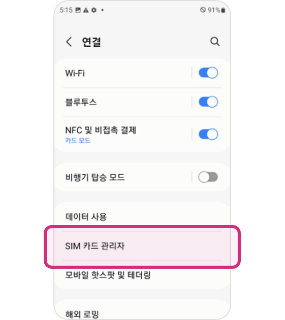 5:15
91%
연결
Wi-Fi
블루투스
NFC 및 비접촉 결제
카드 모드
비행기 탑승 모드
데이터 사용
SIM 카드 관리자
모바일 핫스팟 및 테더링
해외 로밍